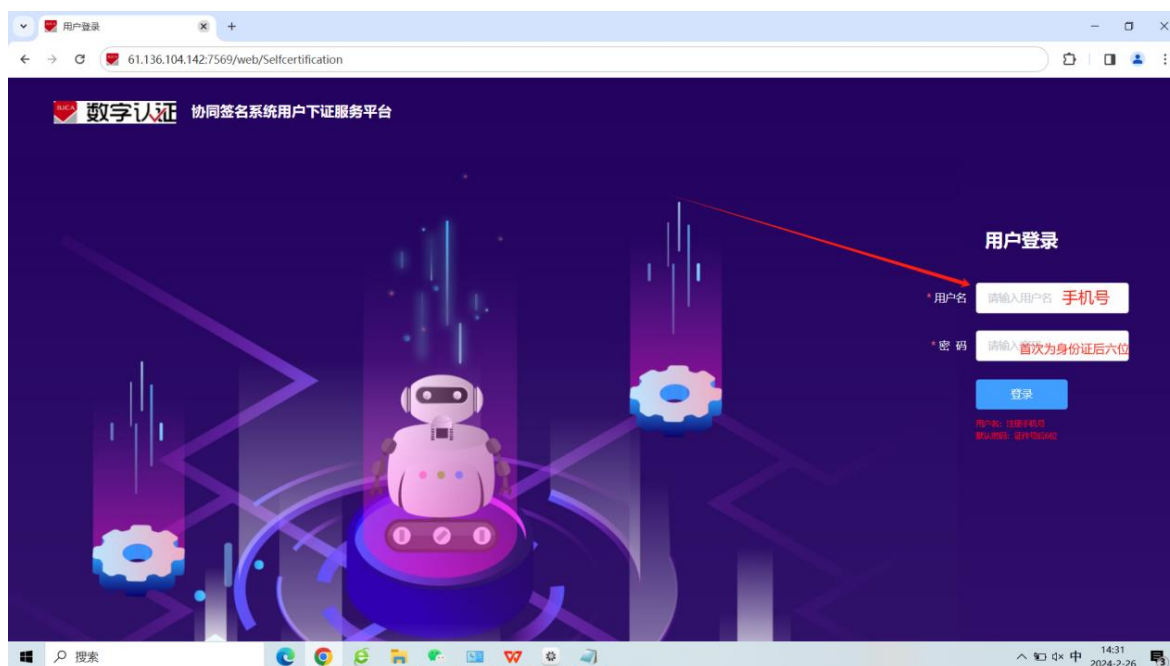 用户登录
61.136.104.142:7569/web/Selfcertification
BJCA 数字认证 协同签名系统用户下证服务平台
用户登录
*用户名 请输入用户名 手机号
*密 码 请输入 首次为身份证后六位
登录
用户名：注册手机号
默认密码：证件号后6位
搜索
中
14:31
2024-2-26